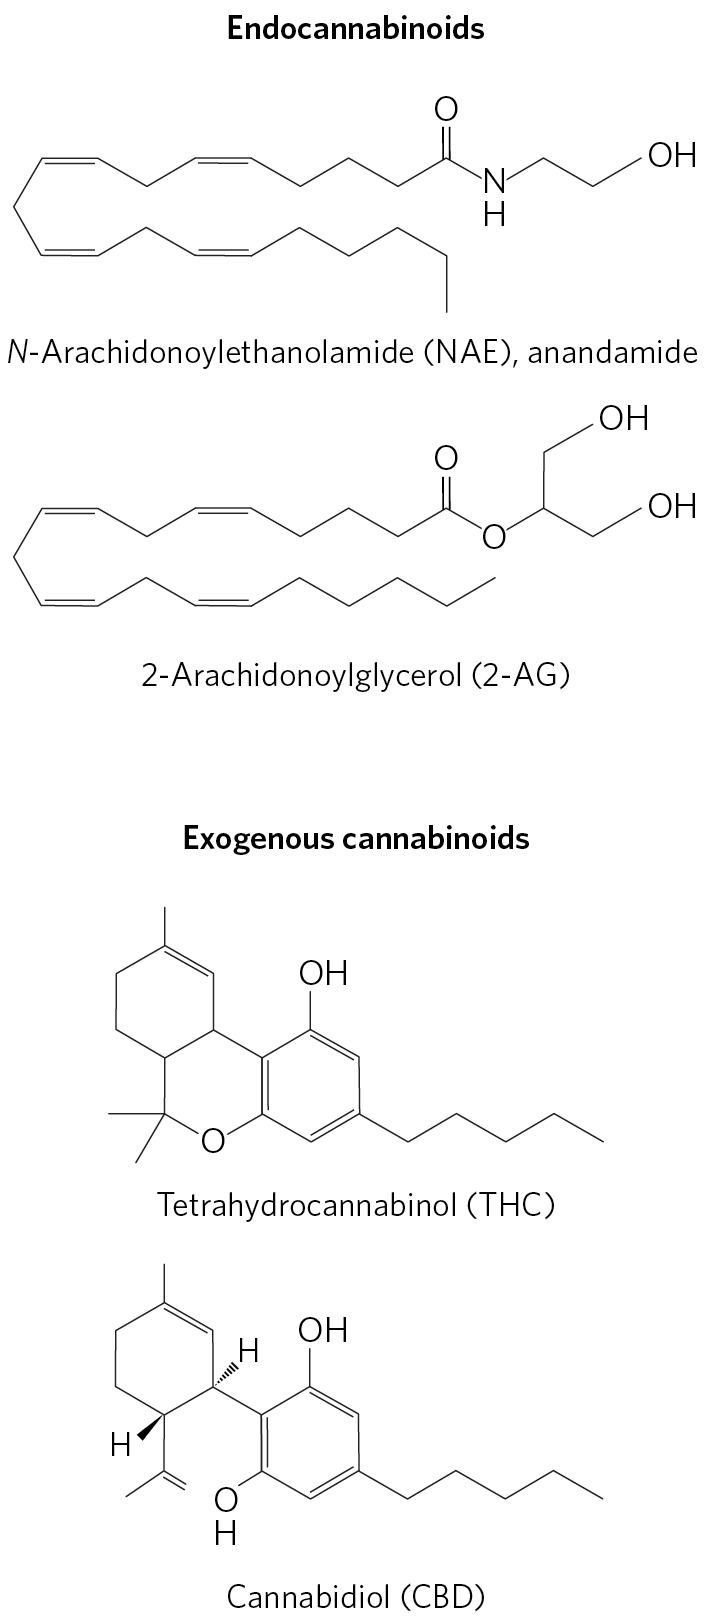 Endocannabinoids
O
OH
N
H
N-Arachidonoylethanolamide (NAE), anandamide
OH
O
OH
O
2-Arachidonoylglycerol (2-AG)
Exogenous cannabinoids
OH
O
Tetrahydrocannabinol (THC)
OH
H
H
O
H
Cannabidiol (CBD)